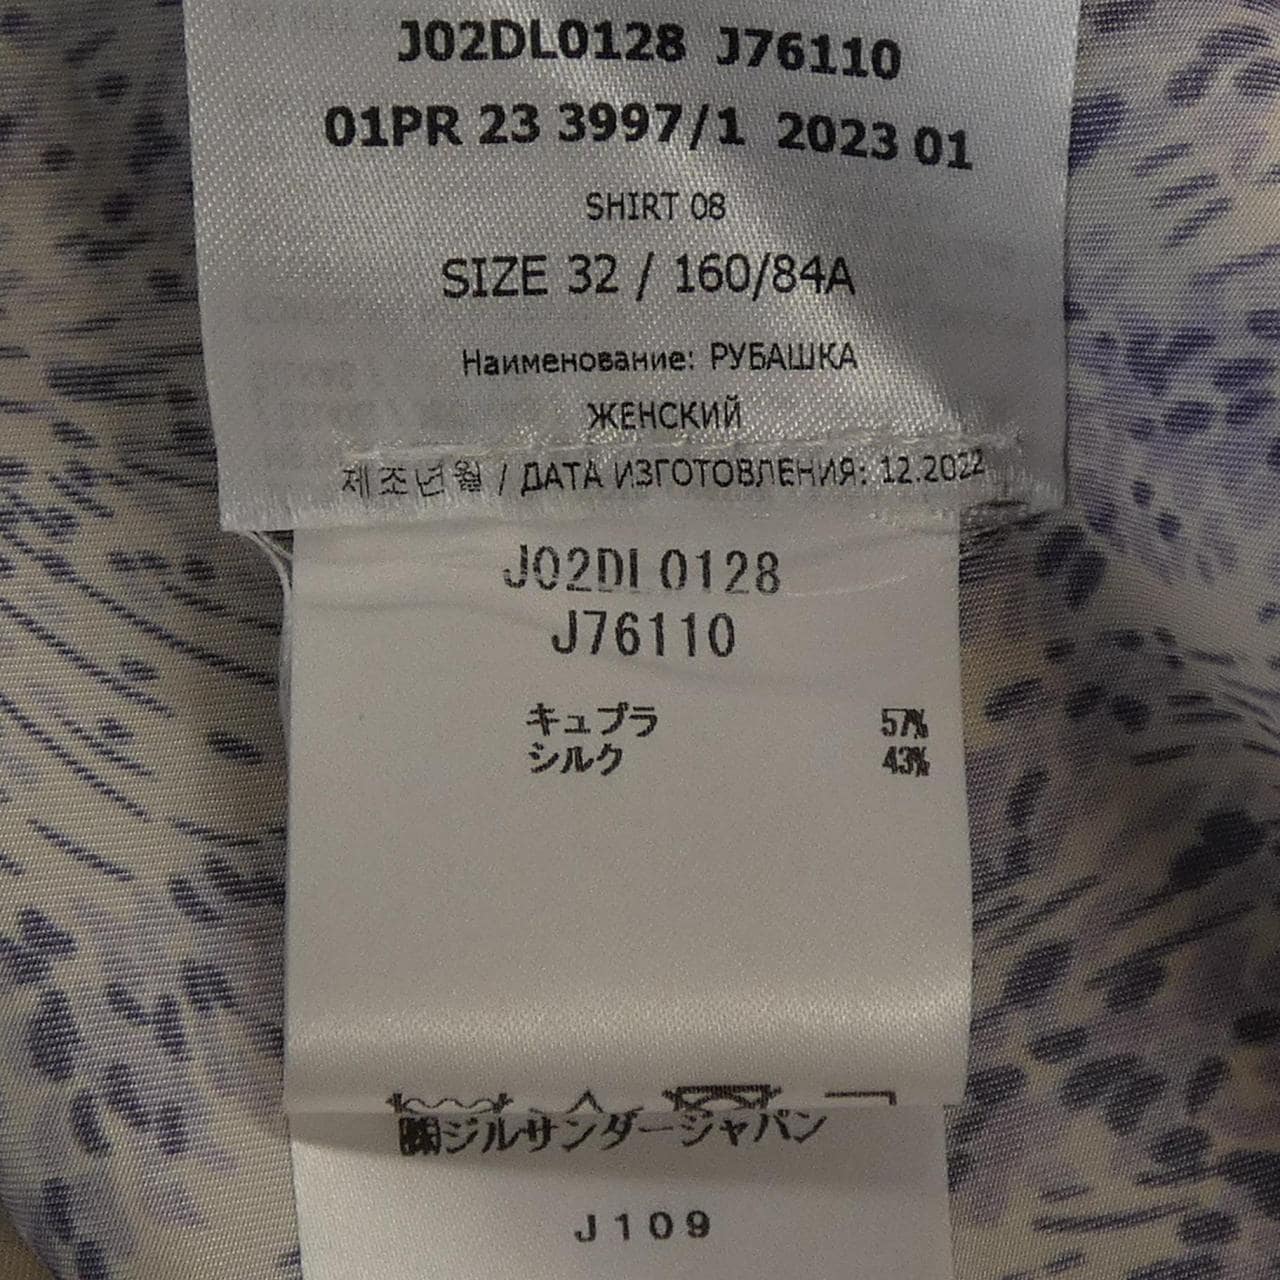 J02DL0128 J76110
01PR 23 3997/1 2023 01
SHIRT 08
SIZE 32 / 160/84A
Наименование: РУБАШКА
ЖЕНСКИЙ
제조년월 / ДАТА ИЗГОТОВЛЕНИЯ: 12.2022
J02DL0128
J76110
キュプラ 57%
シルク 43%
㈱ジルサンダージャパン
J109